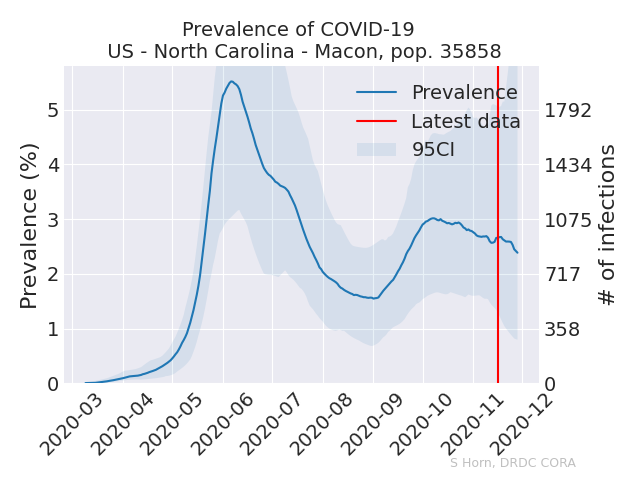 Prevalence of COVID-19
US - North Carolina - Macon, pop. 35858
Prevalence
Latest data
95CI
Prevalence (%)
5
4
3
2
1
0
1792
1434
1075
717
358
0
# of infections
2020-03
2020-04
2020-05
2020-06
2020-07
2020-08
2020-09
2020-10
2020-11
2020-12
S Horn, DRDC CORA